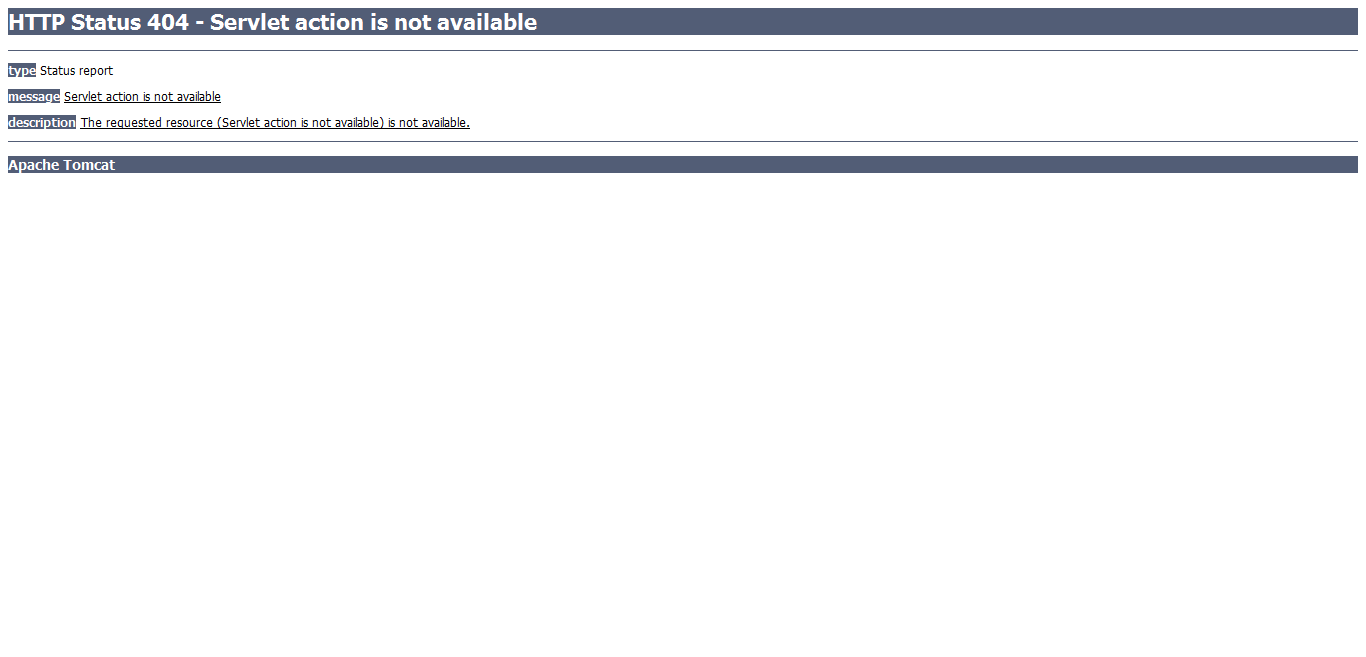 HTTP Status 404 - Servlet action is not available
type Status report
message Servlet action is not available
description The requested resource (Servlet action is not available) is not available.
Apache Tomcat